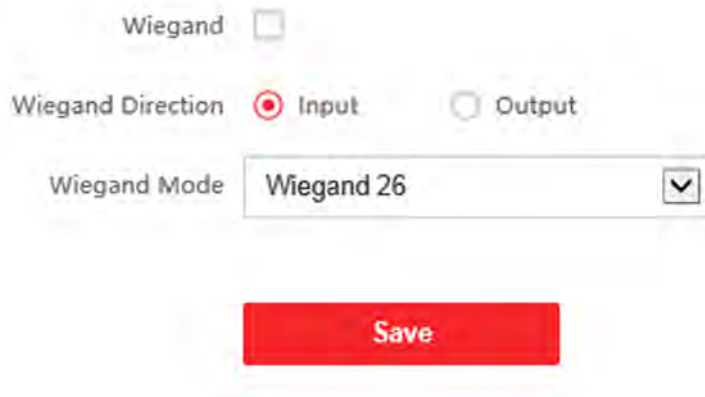 Wiegand
Wiegand Direction Input Output
Wiegand Mode Wiegand 26
Save